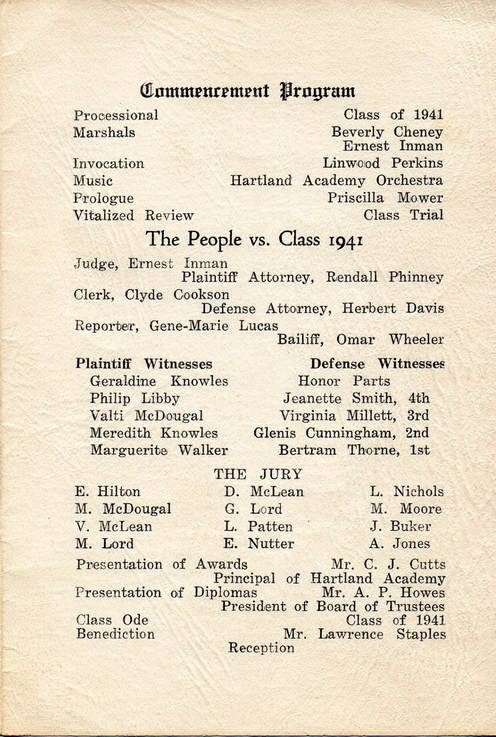 Commencement Program
Processional Class of 1941
Marshals Beverly Cheney
Ernest Inman
Invocation Linwood Perkins
Music Hartland Academy Orchestra
Prologue Priscilla Mower
Vitalized Review Class Trial
The People vs. Class 1941
Judge, Ernest Inman
Plaintiff Attorney, Rendall Phinney
Clerk, Clyde Cookson
Defense Attorney, Herbert Davis
Reporter, Gene-Marie Lucas
Bailiff, Omar Wheeler
Plaintiff Witnesses Defense Witnesses
Geraldine Knowles Honor Parts
Philip Libby Jeanette Smith, 4th
Valti McDougal Virginia Millett, 3rd
Meredith Knowles Glenis Cunningham, 2nd
Marguerite Walker Bertram Thorne, 1st
THE JURY
E. Hilton D. McLean L. Nichols
M. McDougal G. Lord M. Moore
V. McLean L. Patten J. Buker
M. Lord E. Nutter A. Jones
Presentation of Awards Mr. C. J. Cutts
Principal of Hartland Academy
Presentation of Diplomas Mr. A. P. Howes
President of Board of Trustees
Class Ode Class of 1941
Benediction Mr. Lawrence Staples
Reception